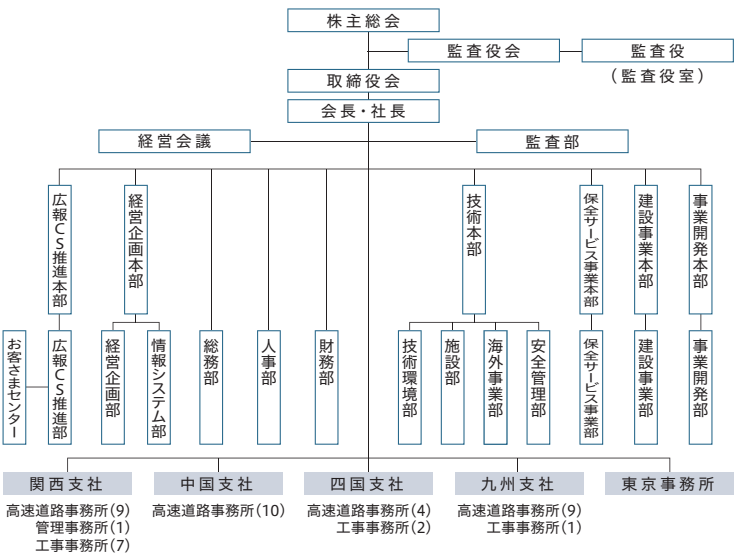 株主総会
監査役会
監査役
(監査役室)
取締役会
会長・社長
経営会議
監査部
広報CS推進本部
経営企画本部
技術本部
保全サービス事業本部
建設事業本部
事業開発本部
お客さまセンター
広報CS推進部
経営企画部
情報システム部
総務部
人事部
財務部
技術環境部
施設部
海外事業部
安全管理部
保全サービス事業部
建設事業部
事業開発部
関西支社
高速道路事務所(9)
管理事務所(1)
工事事務所(7)
中国支社
高速道路事務所(10)
四国支社
高速道路事務所(4)
工事事務所(2)
九州支社
高速道路事務所(9)
工事事務所(1)
東京事務所